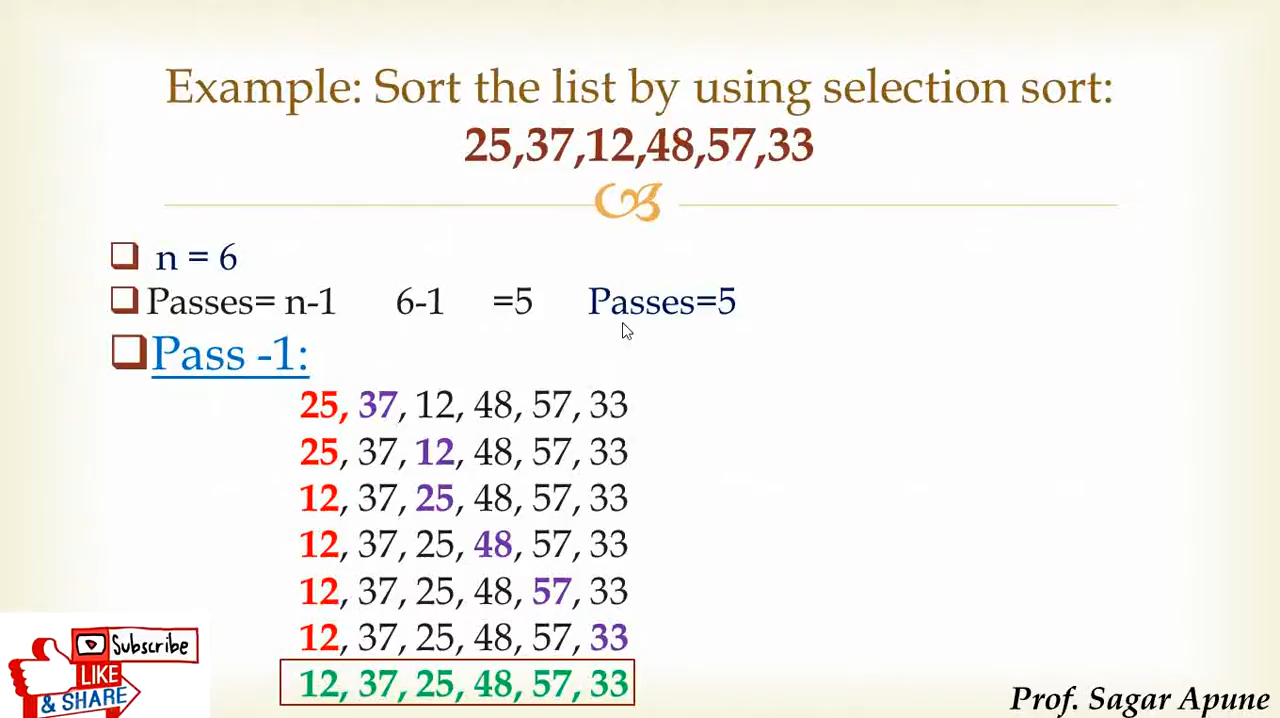 Example: Sort the list by using selection sort:
25,37,12,48,57,33
n = 6
Passes= n-1 6-1 =5 Passes=5
Pass -1:
25, 37, 12, 48, 57, 33
25, 37, 12, 48, 57, 33
12, 37, 25, 48, 57, 33
12, 37, 25, 48, 57, 33
12, 37, 25, 48, 57, 33
12, 37, 25, 48, 57, 33
12, 37, 25, 48, 57, 33
Subscribe
LIKE
& SHARE
Prof. Sagar Apune